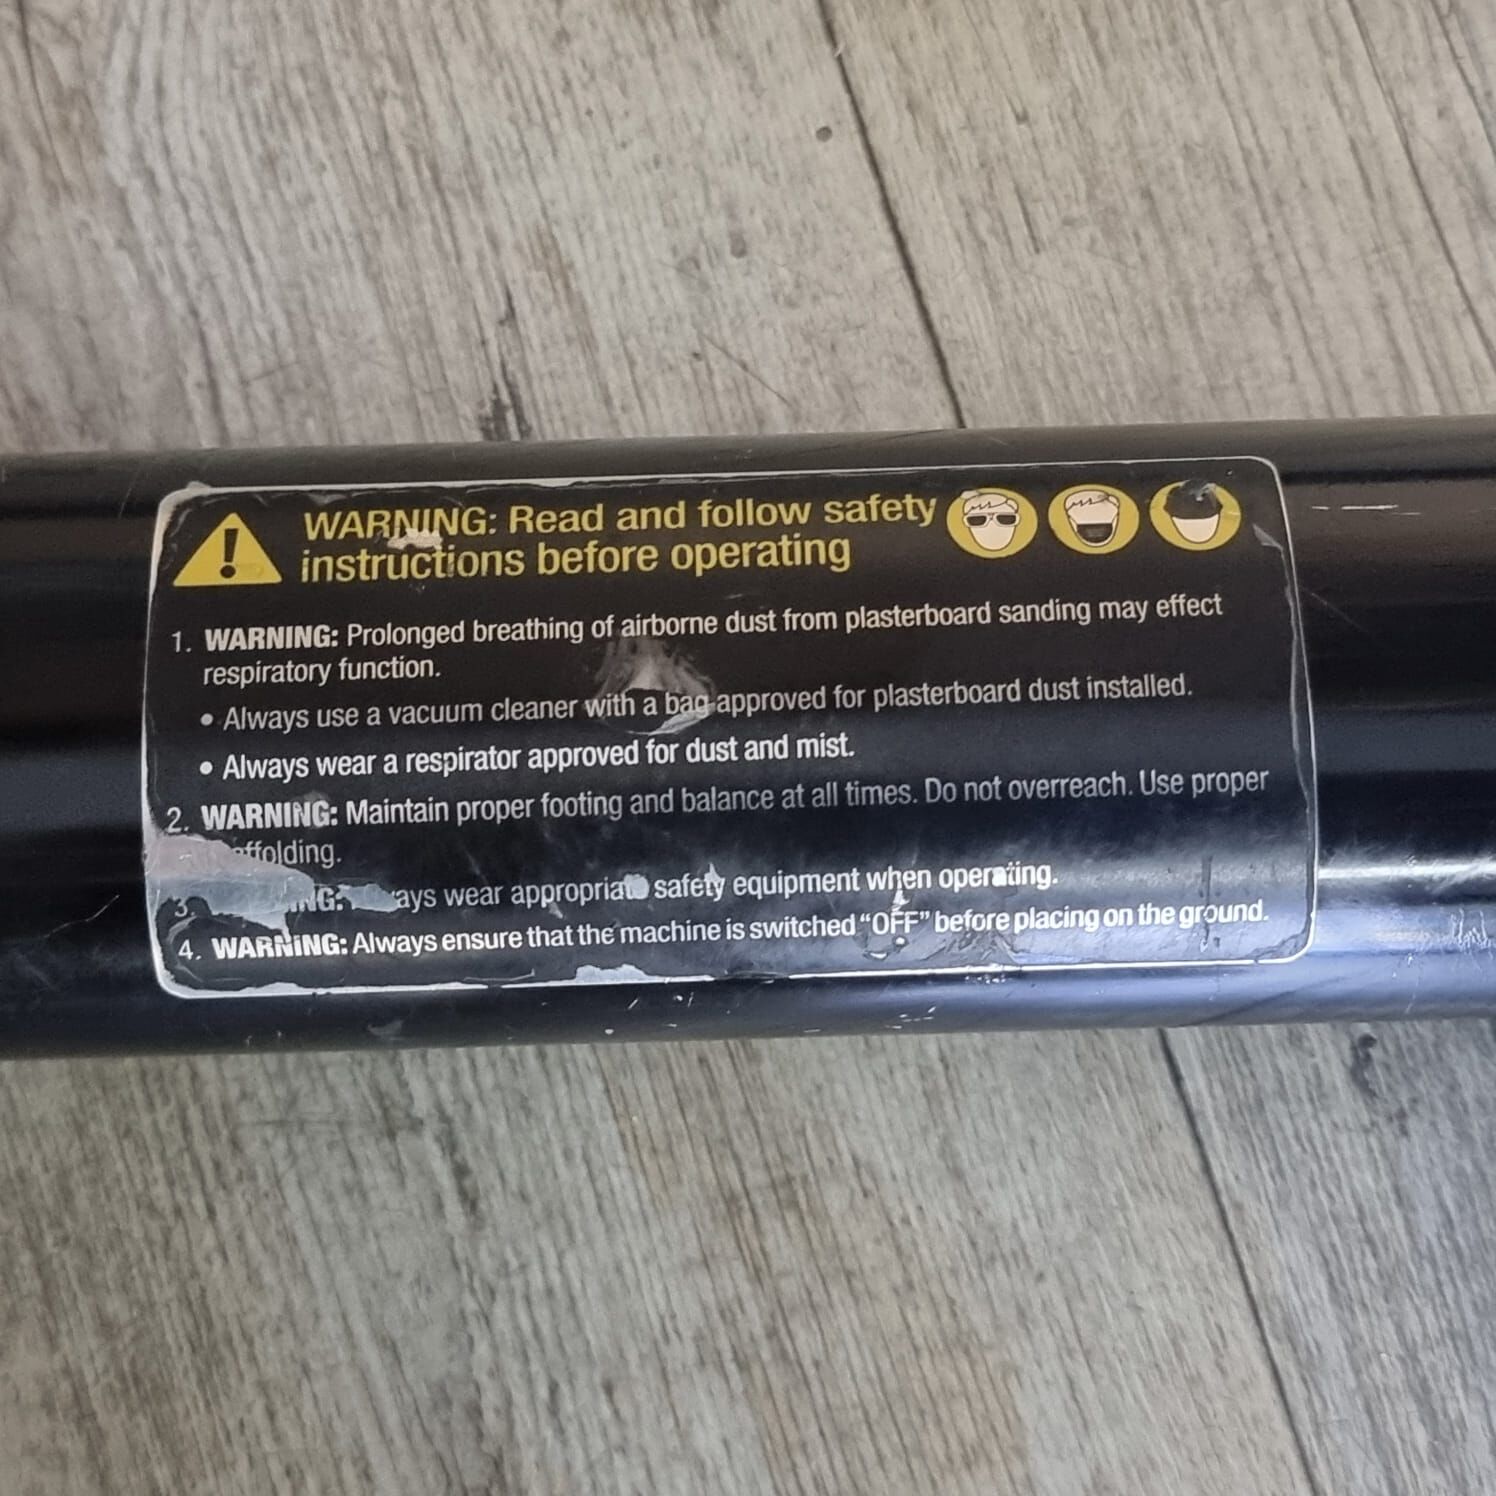 WARNING: Read and follow safety
instructions before operating
1. WARNING: Prolonged breathing of airborne dust from plasterboard sanding may effect
respiratory function.
• Always use a vacuum cleaner with a bag approved for plasterboard dust installed.
• Always wear a respirator approved for dust and mist.
2. WARNING: Maintain proper footing and balance at all times. Do not overreach. Use proper
ffolding.
3. NG: ays wear appropriate safety equipment when operating.
4. WARNING: Always ensure that the machine is switched “OFF” before placing on the ground.